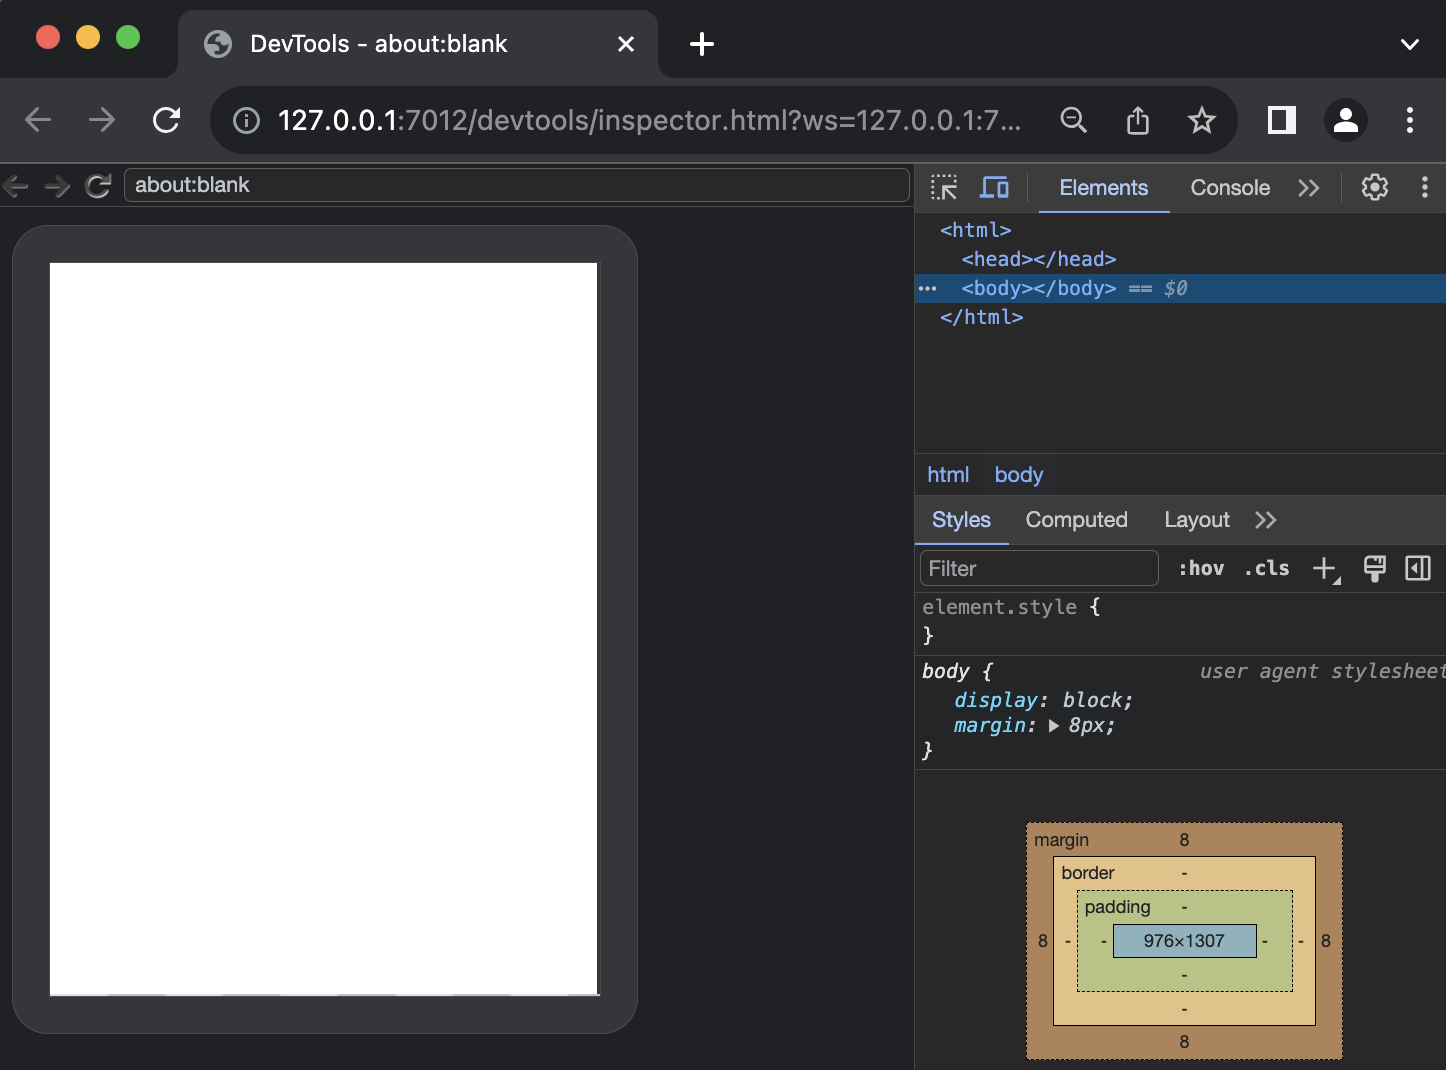 DevTools - about:blank
127.0.0.1:7012/devtools/inspector.html?ws=127.0.0.1:7...
about:blank
Elements
Console
<html>
<head></head>
<body></body> == $0
</html>
html
body
Styles
Computed
Layout
Filter
:hov
.cls
element.style {
}
body {
user agent stylesheet
display: block;
margin: 8px;
}
margin
8
border
-
padding
-
8
-
-
976×1307
-
-
8
-
-
8